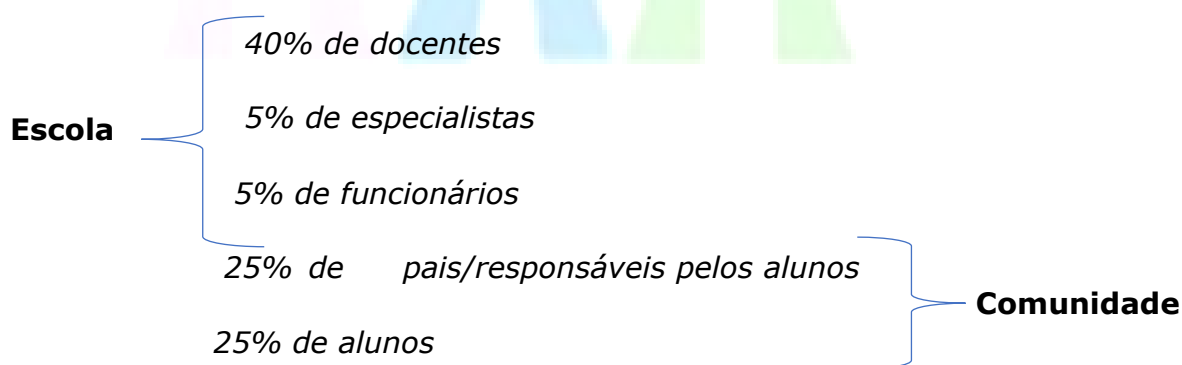 40% de docentes
Escola
5% de especialistas
5% de funcionários
25% de pais/responsáveis pelos alunos
Comunidade
25% de alunos